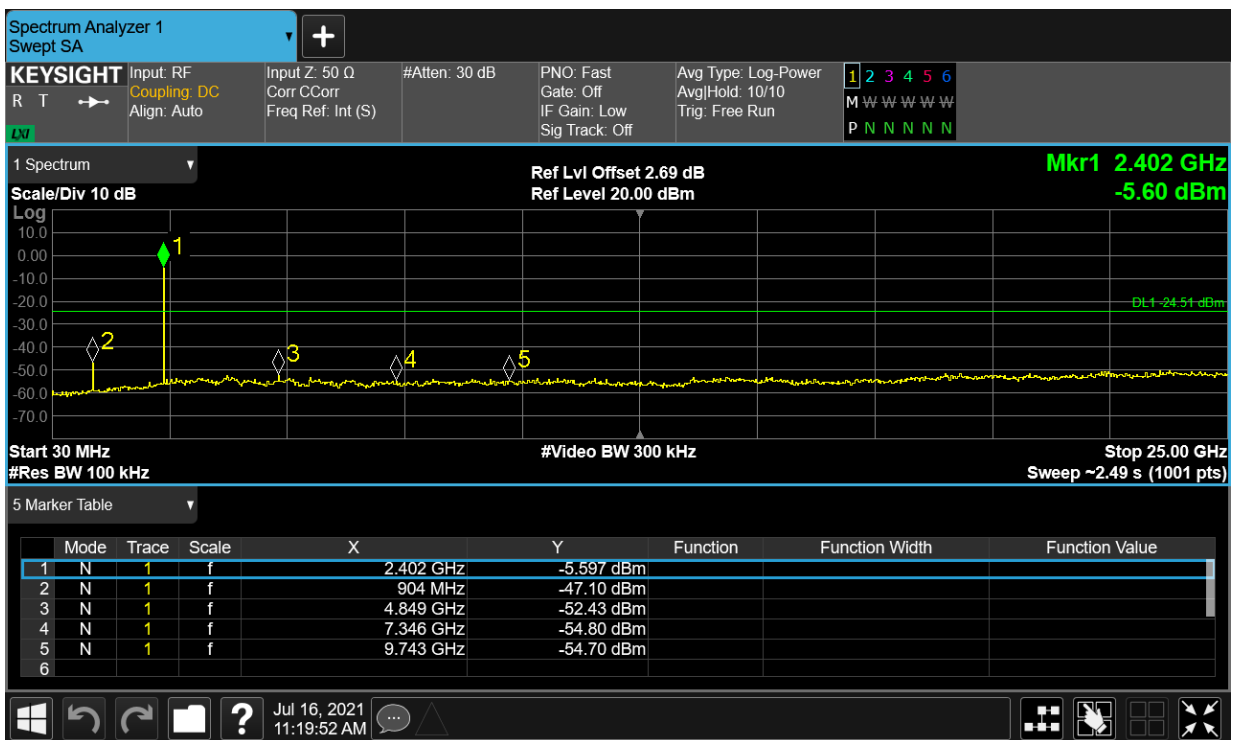 Spectrum Analyzer 1
Swept SA
+
KEYSIGHT
R T
LXI
Input: RF
Coupling: DC
Align: Auto
Input Z: 50 Ω
Corr CCorr
Freq Ref: Int (S)
#Atten: 30 dB
PNO: Fast
Gate: Off
IF Gain: Low
Sig Track: Off
Avg Type: Log-Power
Avg|Hold: 10/10
Trig: Free Run
1 2 3 4 5 6
M W W W W W
P N N N N N
1 Spectrum
Scale/Div 10 dB
Ref Lvl Offset 2.69 dB
Ref Level 20.00 dBm
Mkr1 2.402 GHz
-5.60 dBm
Log
10.0
0.00
-10.0
-20.0
-30.0
-40.0
-50.0
-60.0
-70.0
1
2
3
4
5
DL1 -24.51 dBm
Start 30 MHz
#Video BW 300 kHz
Stop 25.00 GHz
#Res BW 100 kHz
Sweep ~2.49 s (1001 pts)
5 Marker Table
Mode Trace Scale X Y Function Function Width Function Value
1 N 1 f 2.402 GHz -5.597 dBm
2 N 1 f 904 MHz -47.10 dBm
3 N 1 f 4.849 GHz -52.43 dBm
4 N 1 f 7.346 GHz -54.80 dBm
5 N 1 f 9.743 GHz -54.70 dBm
6
?
Jul 16, 2021
11:19:52 AM